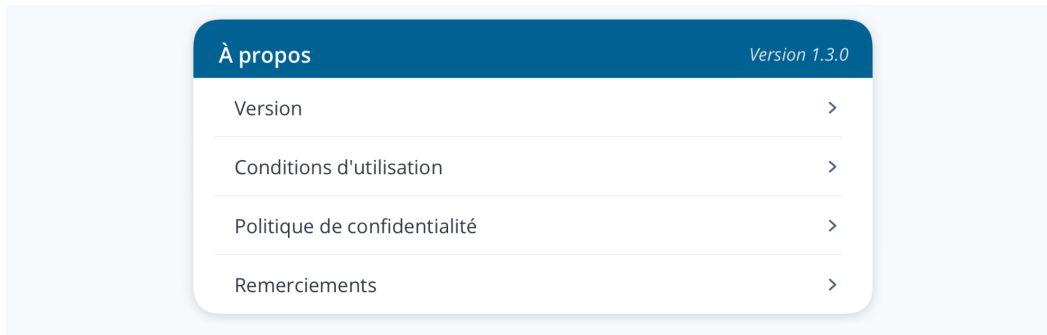 À propos
Version 1.3.0
Version
Conditions d'utilisation
Politique de confidentialité
Remerciements